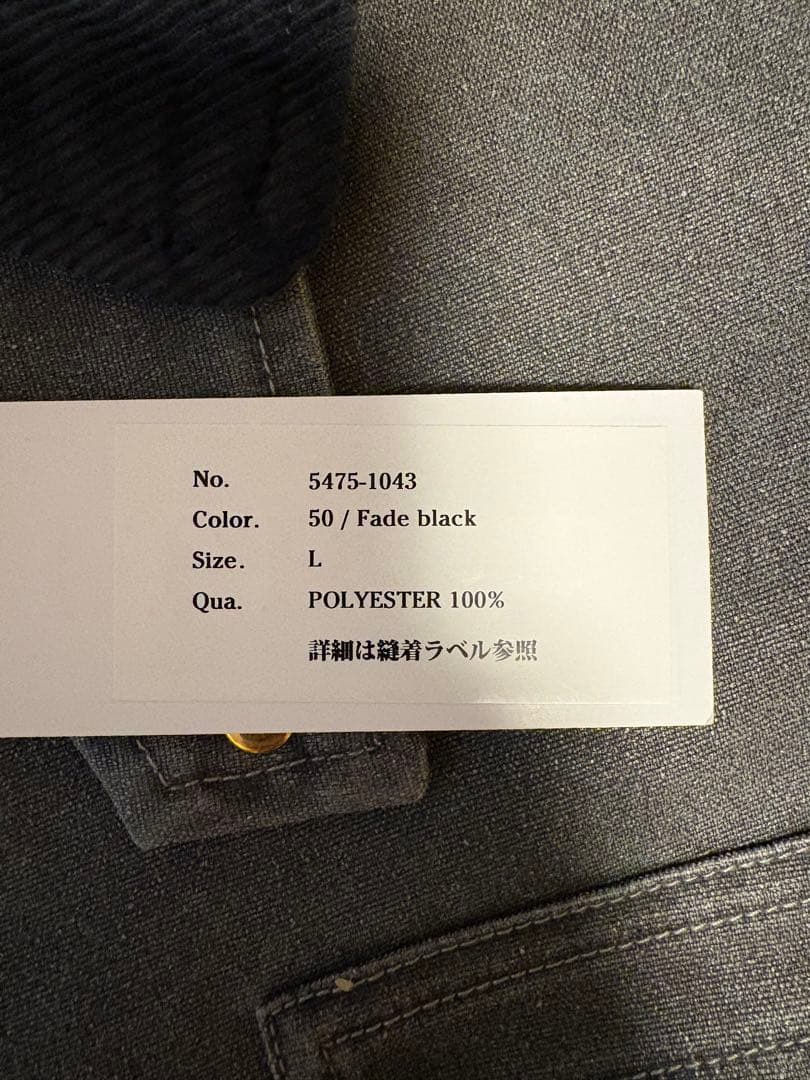 No. 5475-1043
Color. 50 / Fade black
Size. L
Qua. POLYESTER 100%
詳細は縫着ラベル参照